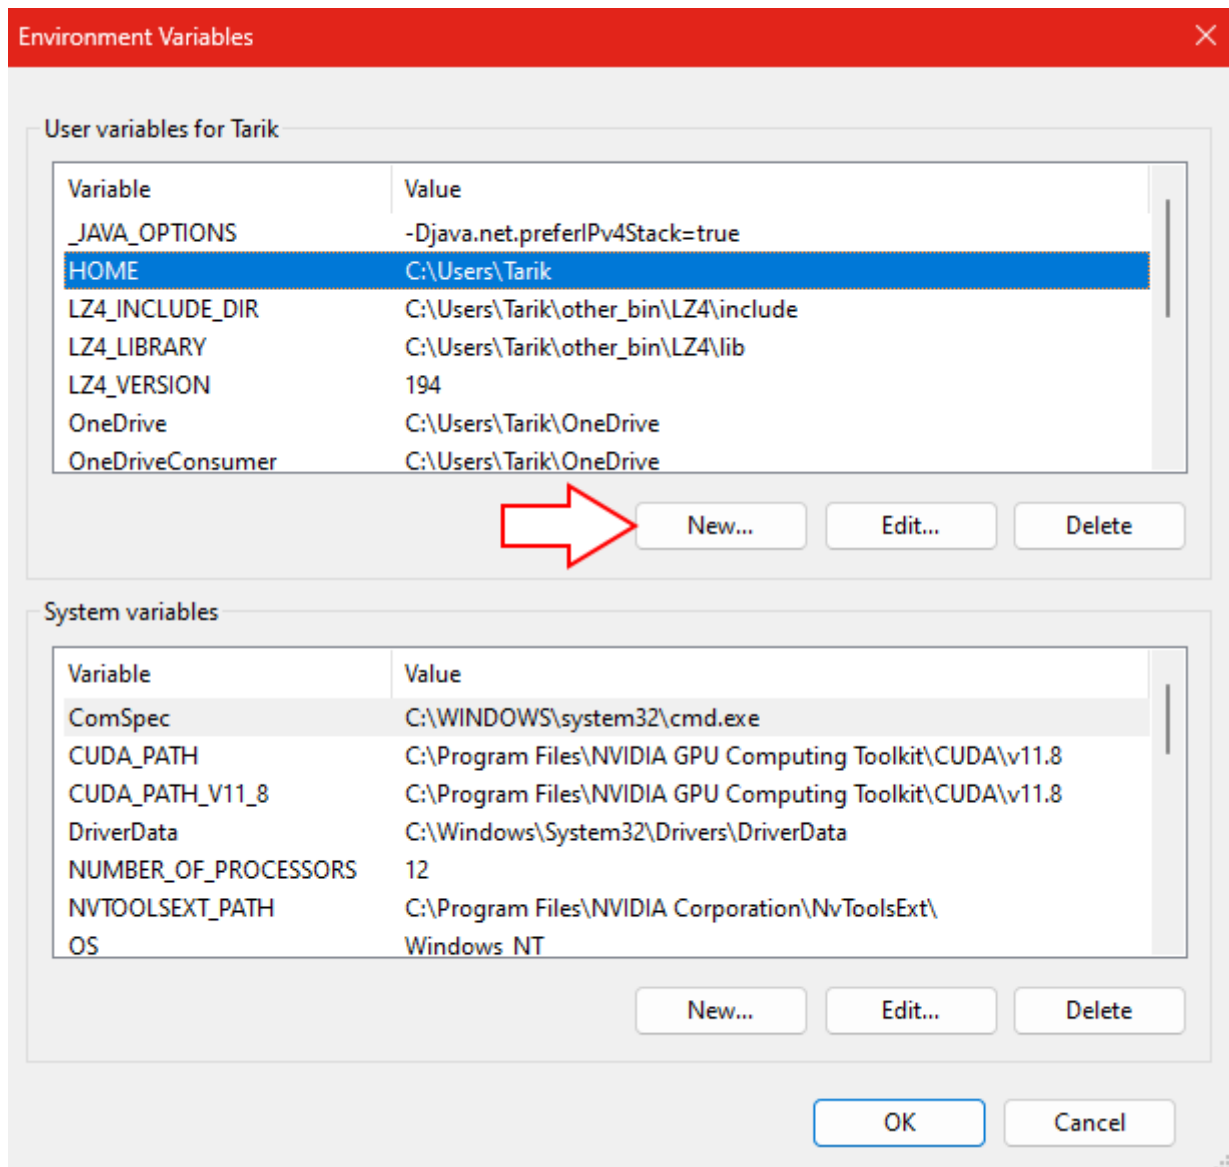 Environment Variables
User variables for Tarik
Variable Value
_JAVA_OPTIONS -Djava.net.preferIPv4Stack=true
HOME C:\Users\Tarik
LZ4_INCLUDE_DIR C:\Users\Tarik\other_bin\LZ4\include
LZ4_LIBRARY C:\Users\Tarik\other_bin\LZ4\lib
LZ4_VERSION 194
OneDrive C:\Users\Tarik\OneDrive
OneDriveConsumer C:\Users\Tarik\OneDrive
New... Edit... Delete
System variables
Variable Value
ComSpec C:\WINDOWS\system32\cmd.exe
CUDA_PATH C:\Program Files\NVIDIA GPU Computing Toolkit\CUDA\v11.8
CUDA_PATH_V11_8 C:\Program Files\NVIDIA GPU Computing Toolkit\CUDA\v11.8
DriverData C:\Windows\System32\Drivers\DriverData
NUMBER_OF_PROCESSORS 12
NVTOOLSEXT_PATH C:\Program Files\NVIDIA Corporation\NvToolsExt\
OS Windows_NT
New... Edit... Delete
OK Cancel